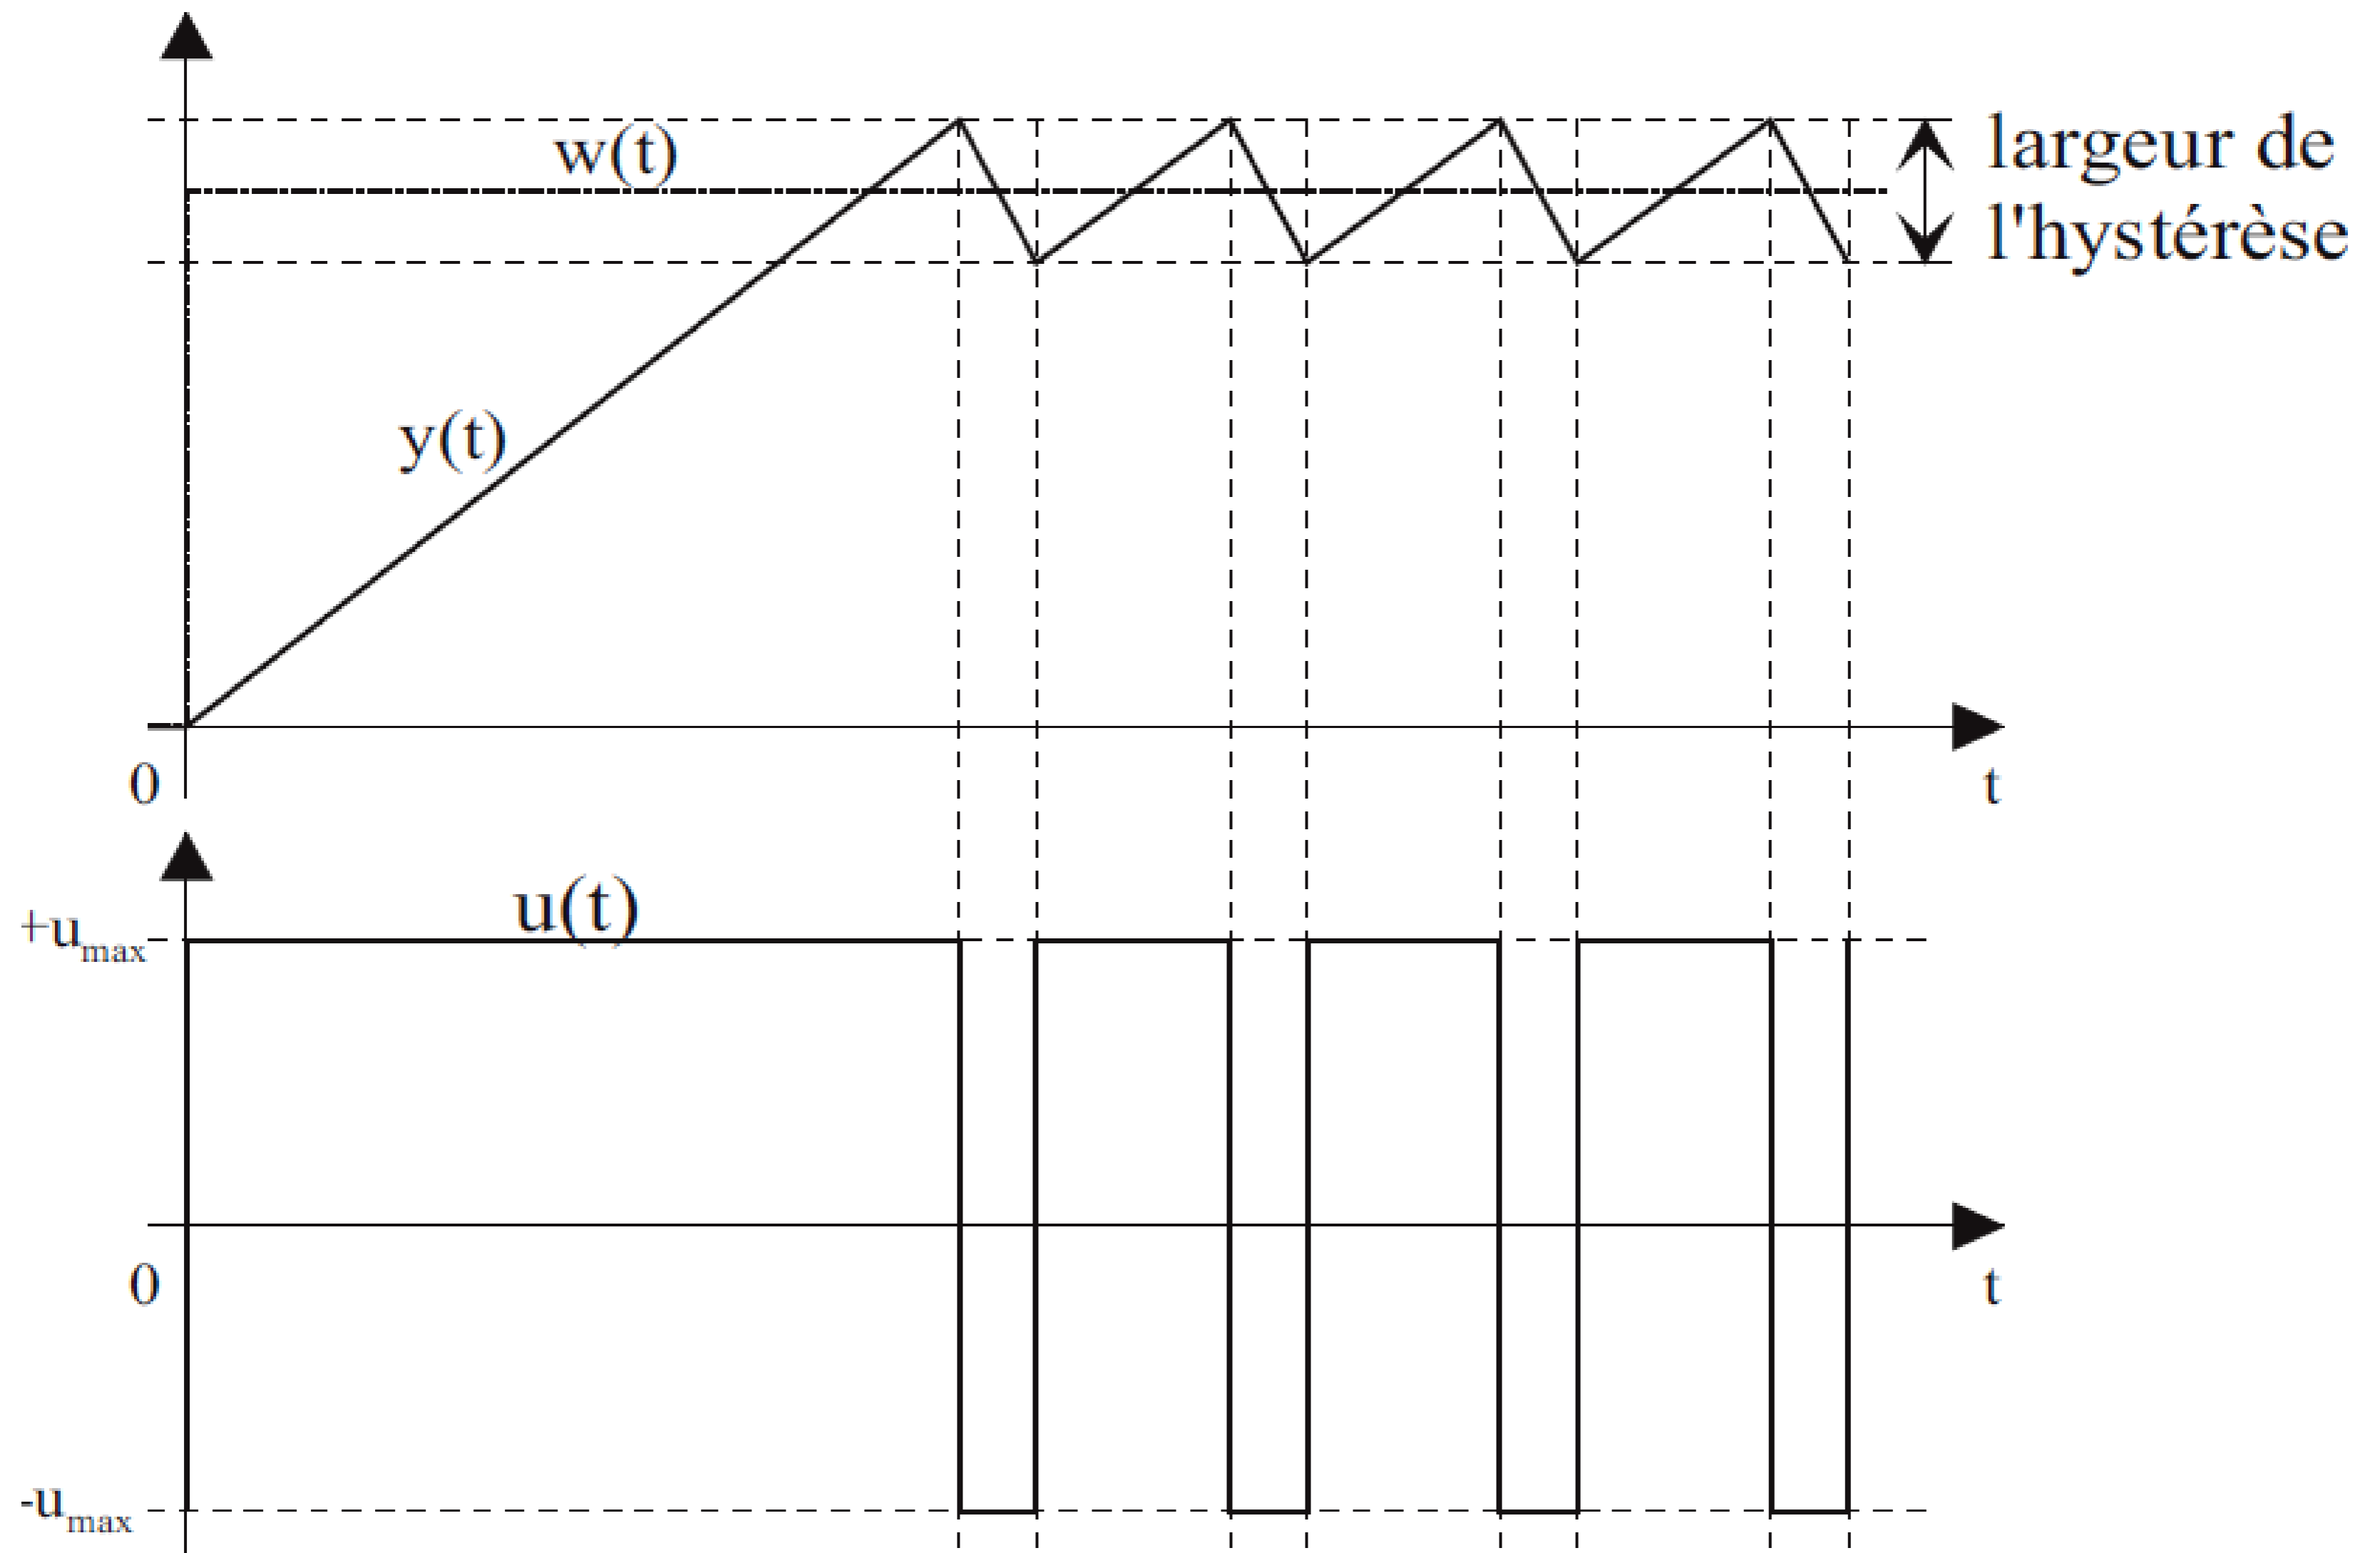 w(t)
largeur de
l'hystérèse
y(t)
0
t
u(t)
+umax
0
t
-umax